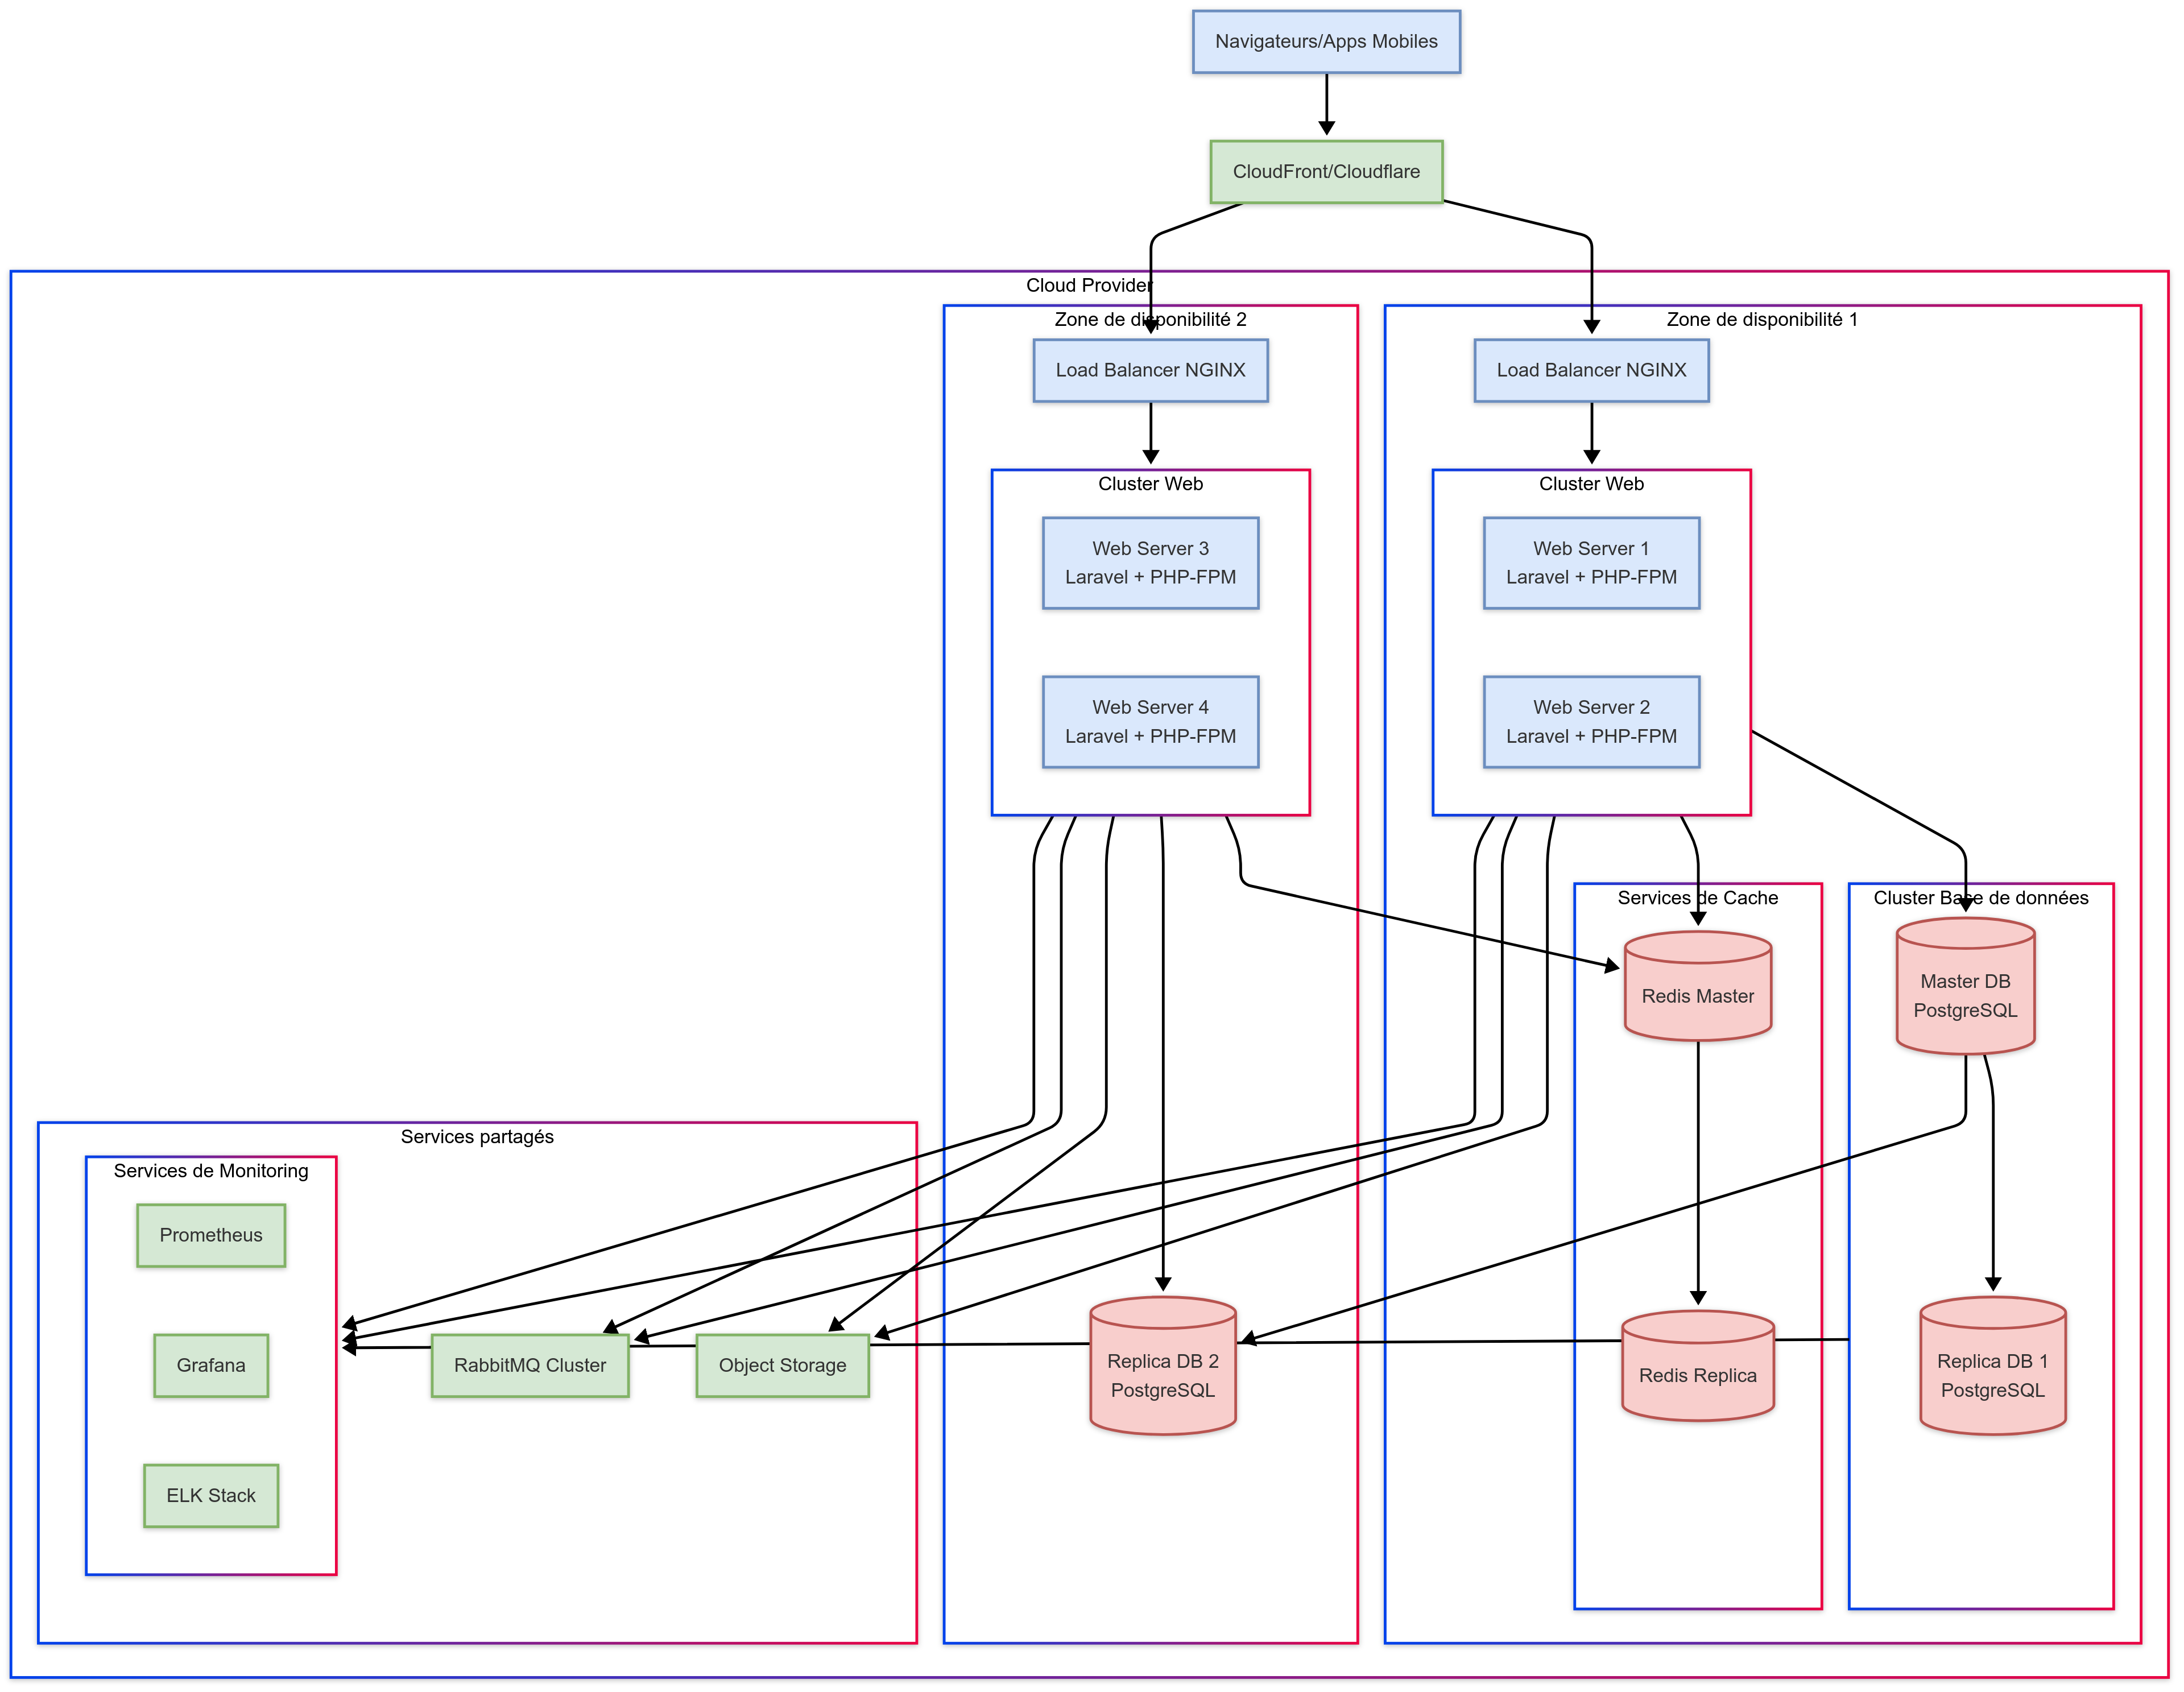 Navigateurs/Apps Mobiles
CloudFront/Cloudflare
Cloud Provider
Zone de disponibilité 2
Zone de disponibilité 1
Load Balancer NGINX
Load Balancer NGINX
Cluster Web
Cluster Web
Web Server 3
Laravel + PHP-FPM
Web Server 1
Laravel + PHP-FPM
Web Server 4
Laravel + PHP-FPM
Web Server 2
Laravel + PHP-FPM
Services de Cache
Cluster Base de données
Redis Master
Master DB
PostgreSQL
Services partagés
Services de Monitoring
Prometheus
Grafana
RabbitMQ Cluster
Object Storage
Replica DB 2
PostgreSQL
Redis Replica
Replica DB 1
PostgreSQL
ELK Stack